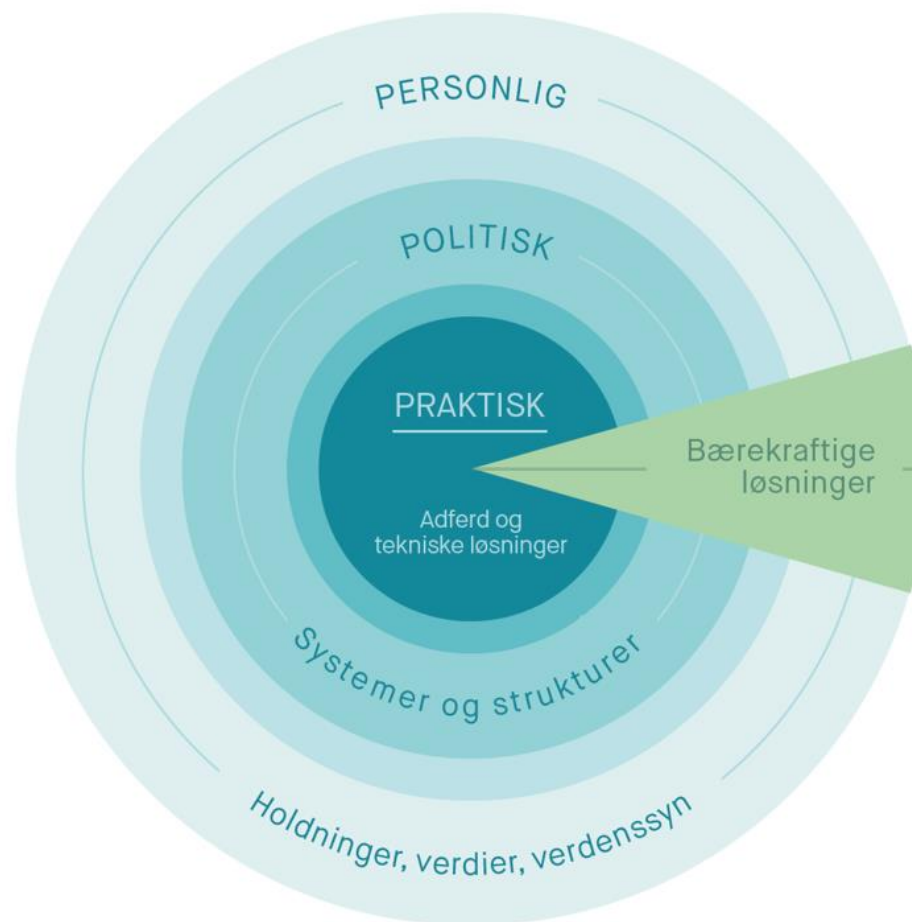 PERSONLIG
POLITISK
PRAKTISK
Adferd og
tekniske løsninger
Bærekraftige
løsninger
Systemer og strukturer
Holdninger, verdier, verdenssyn